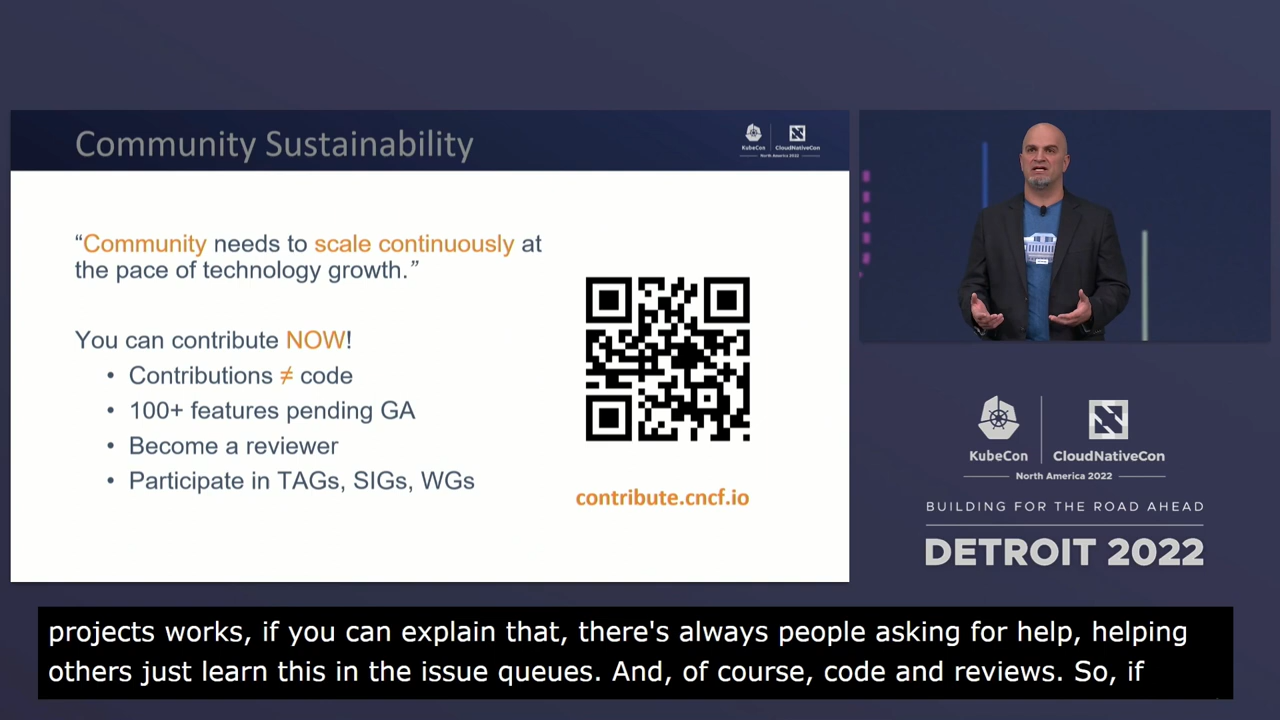 Community Sustainability
KubeCon
CloudNativeCon
North America 2022
“Community needs to scale continuously at
the pace of technology growth.”
You can contribute NOW!
• Contributions ≠ code
• 100+ features pending GA
• Become a reviewer
• Participate in TAGs, SIGs, WGs
contribute.cncf.io
KubeCon
CloudNativeCon
North America 2022
BUILDING FOR THE ROAD AHEAD
DETROIT 2022
projects works, if you can explain that, there's always people asking for help, helping
others just learn this in the issue queues. And, of course, code and reviews. So, if